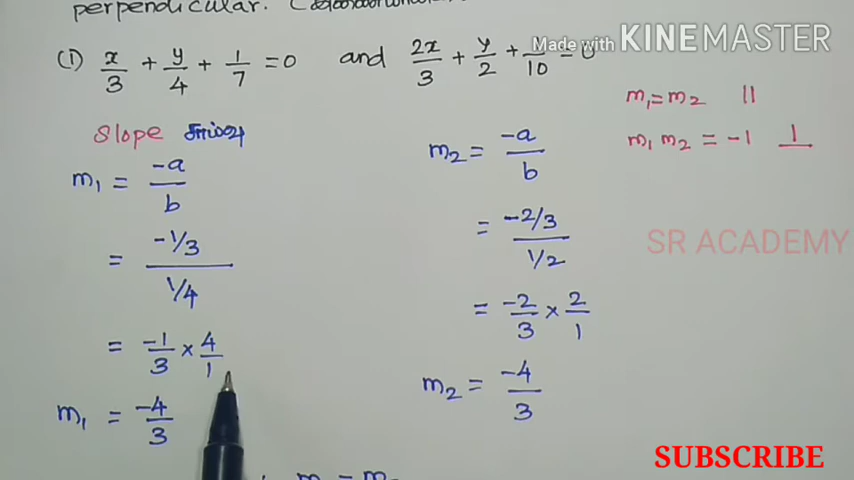 perpendicular.
(1) x/3 + y/4 + 1/7 = 0 and 2x/3 + y/2 + 1/10 = 0
Made with KINEMASTER
m₁ = m₂ ||
m₁ m₂ = -1 ⊥
Slope
m₁ = -a/b
= (-1/3)/(1/4)
= -1/3 × 4/1
m₁ = -4/3
m₂ = -a/b
= (-2/3)/(1/2)
= -2/3 × 2/1
m₂ = -4/3
SR ACADEMY
SUBSCRIBE